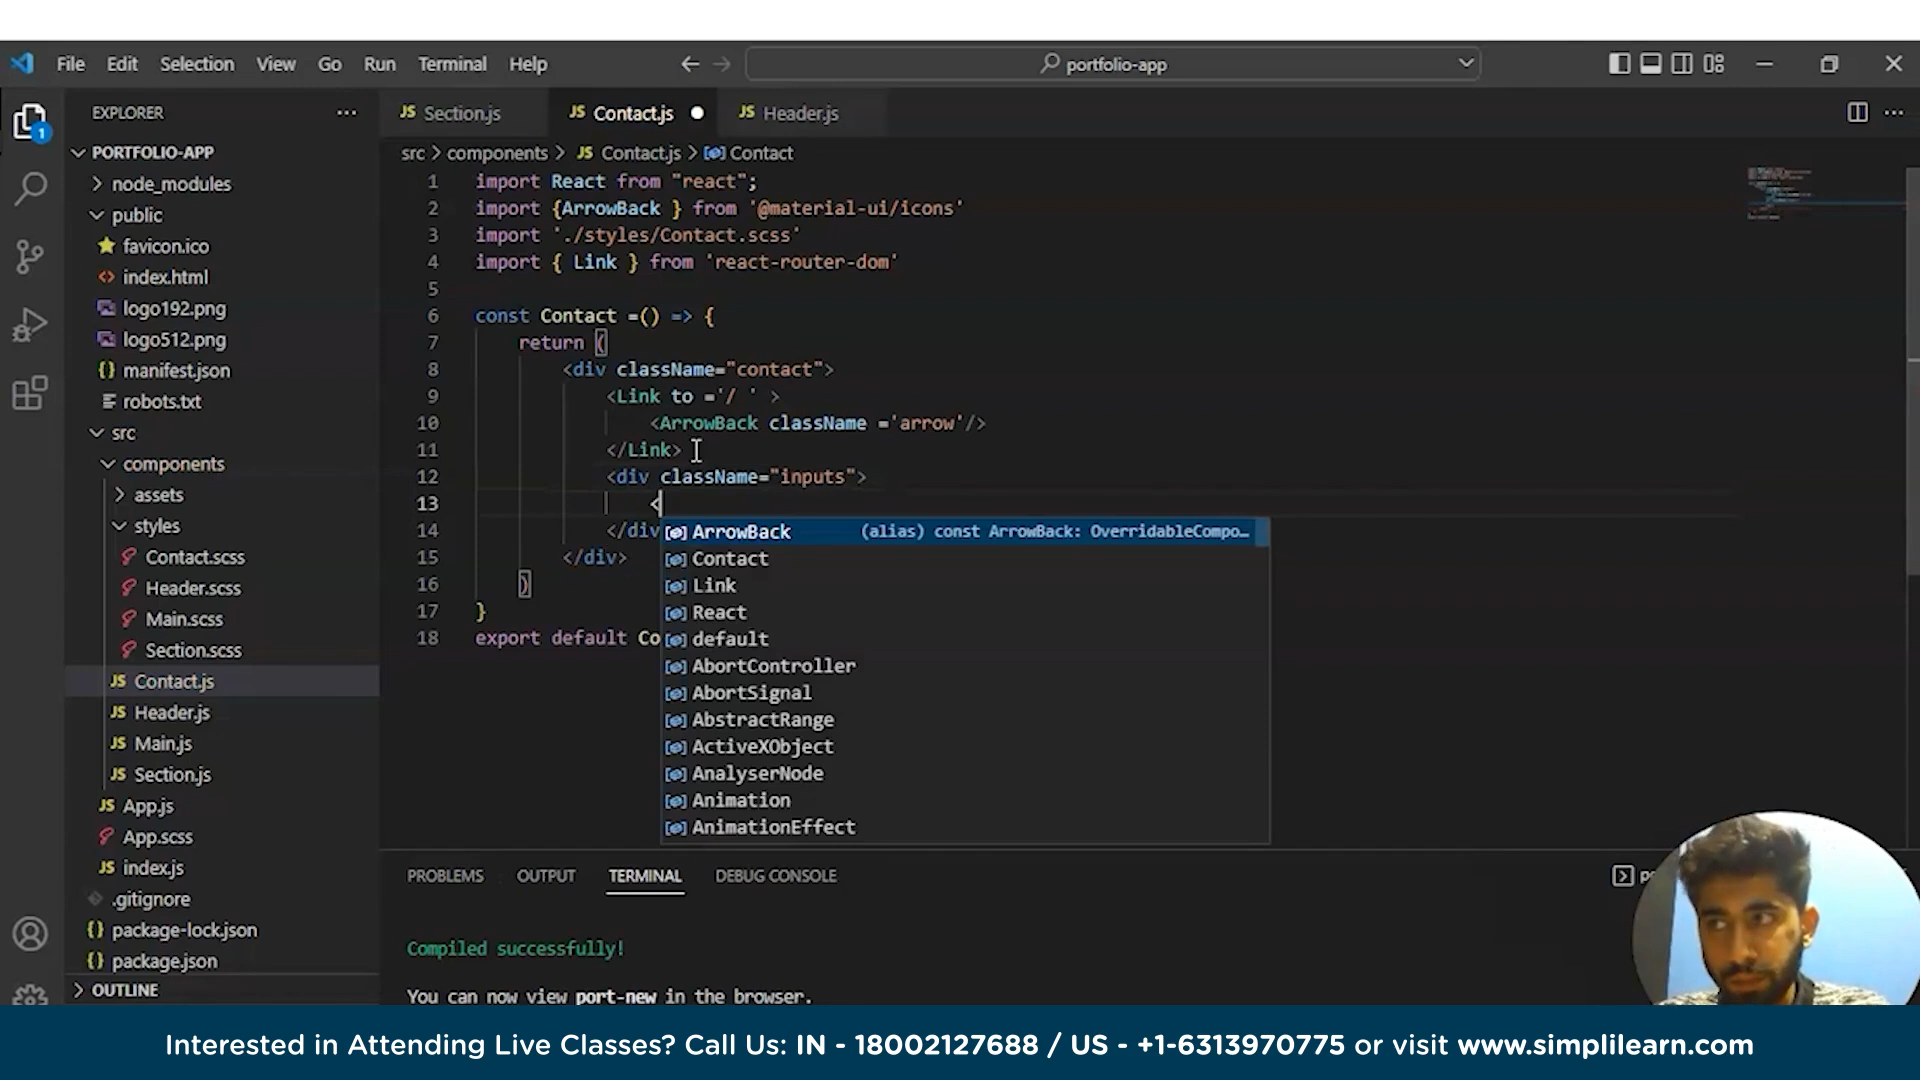 File Edit Selection View Go Run Terminal Help
portfolio-app
EXPLORER
Section.js
Contact.js
Header.js
PORTFOLIO-APP
src > components > JS Contact.js > Contact
node_modules
public
favicon.ico
index.html
logo192.png
logo512.png
manifest.json
robots.txt
src
components
assets
styles
Contact.scss
Header.scss
Main.scss
Section.scss
JS Contact.js
JS Header.js
JS Main.js
JS Section.js
JS App.js
App.scss
JS index.js
.gitignore
{} package-lock.json
{} package.json
OUTLINE
1 import React from "react";
2 import {ArrowBack } from '@material-ui/icons'
3 import './styles/Contact.scss'
4 import { Link } from 'react-router-dom'
5
6 const Contact =() => {
7 return (
8 <div className="contact">
9 <Link to ='/ ' >
10 <ArrowBack className ='arrow'/>
11 </Link>
12 <div className="inputs">
13 <
14 </div
15 </div>
16 )
17 }
18 export default Co
ArrowBack (alias) const ArrowBack: OverridableCompo…
Contact
Link
React
default
AbortController
AbortSignal
AbstractRange
ActiveXObject
AnalyserNode
Animation
AnimationEffect
PROBLEMS OUTPUT TERMINAL DEBUG CONSOLE
Compiled successfully!
You can now view port-new in the browser.
Interested in Attending Live Classes? Call Us: IN - 18002127688 / US - +1-6313970775 or visit www.simplilearn.com